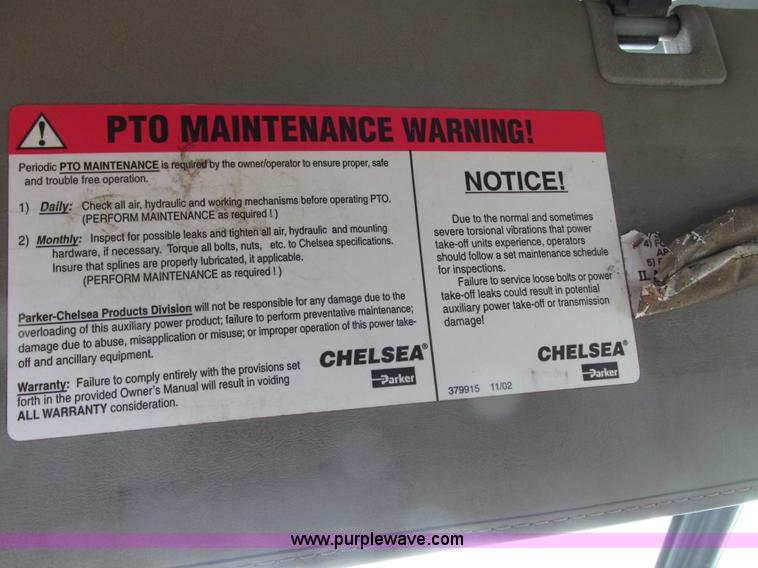 PTO MAINTENANCE WARNING!
Periodic PTO MAINTENANCE is required by the owner/operator to ensure proper, safe
and trouble free operation.
1) Daily: Check all air, hydraulic and working mechanisms before operating PTO.
(PERFORM MAINTENANCE as required ! )
2) Monthly: Inspect for possible leaks and tighten all air, hydraulic and mounting
hardware, if necessary. Torque all bolts, nuts, etc. to Chelsea specifications.
Insure that splines are properly lubricated, it applicable.
(PERFORM MAINTENANCE as required ! )
Parker-Chelsea Products Division will not be responsible for any damage due to the
overloading of this auxiliary power product; failure to perform preventative maintenance;
damage due to abuse, misapplication or misuse; or improper operation of this power take-
off and ancillary equipment.
Warranty: Failure to comply entirely with the provisions set
forth in the provided Owner's Manual will result in voiding
ALL WARRANTY consideration.
CHELSEA®
Parker
NOTICE!
Due to the normal and sometimes
severe torsional vibrations that power
take-off units experience, operators
should follow a set maintenance schedule
for inspections.
Failure to service loose bolts or power
take-off leaks could result in potential
auxiliary power take-off or transmission
damage!
CHELSEA®
Parker
379915 11/02
4)
5)
II.
www.purplewave.com